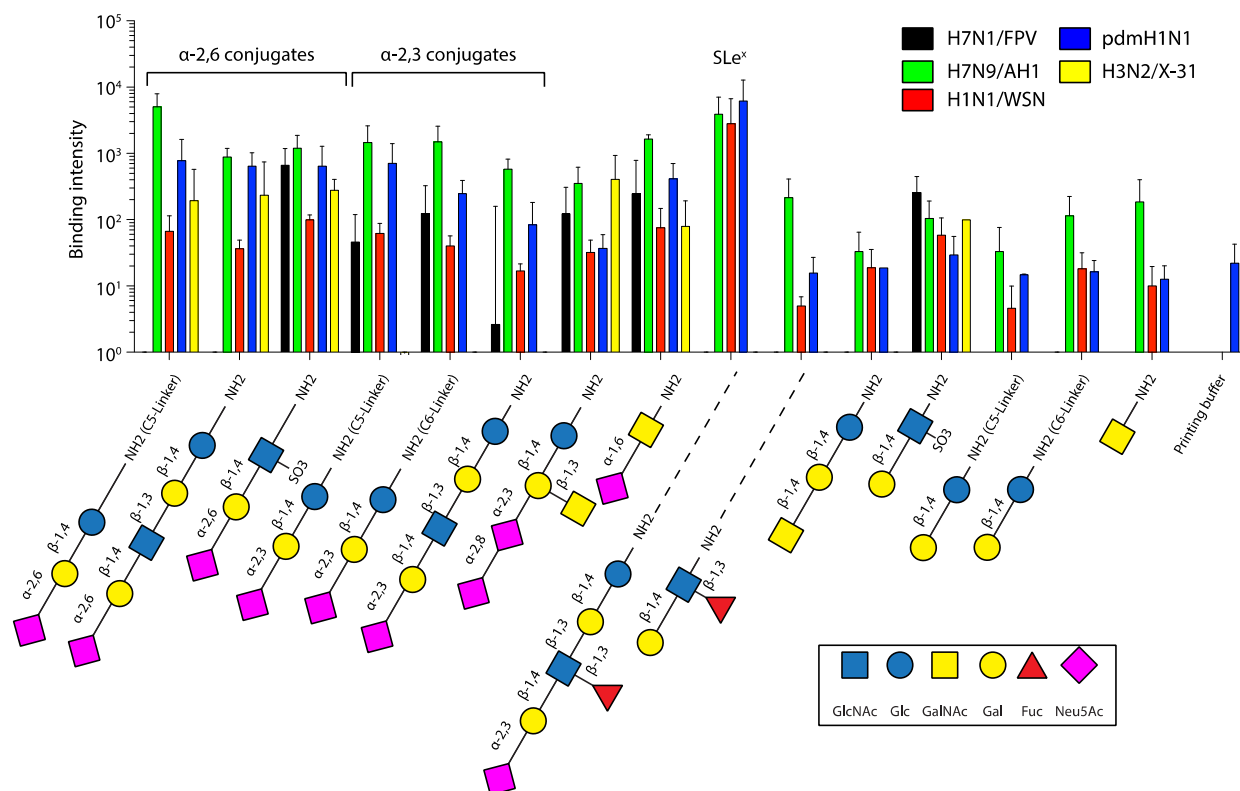 10⁵
10⁴
10³
10²
10¹
10⁰
Binding intensity
α-2,6 conjugates
α-2,3 conjugates
SLeˣ
H7N1/FPV
H7N9/AH1
H1N1/WSN
pdmH1N1
H3N2/X-31
NH2 (C5-Linker)
β-1,4
α-2,6
NH2
β-1,4
β-1,3
β-1,4
α-2,6
NH2
SO3
β-1,4
α-2,6
NH2 (C5-Linker)
β-1,4
α-2,3
NH2 (C6-Linker)
β-1,4
α-2,3
NH2
β-1,4
β-1,3
β-1,4
α-2,3
NH2
β-1,4
β-1,3
α-2,3
α-2,8
NH2
α-1,6
NH2
β-1,4
β-1,3
β-1,3
β-1,4
α-2,3
NH2
β-1,3
β-1,4
NH2
β-1,4
β-1,4
NH2
SO3
β-1,4
NH2 (C5-Linker)
β-1,4
NH2 (C6-Linker)
β-1,4
NH2
Printing buffer
GlcNAc Glc GalNAc Gal Fuc Neu5Ac